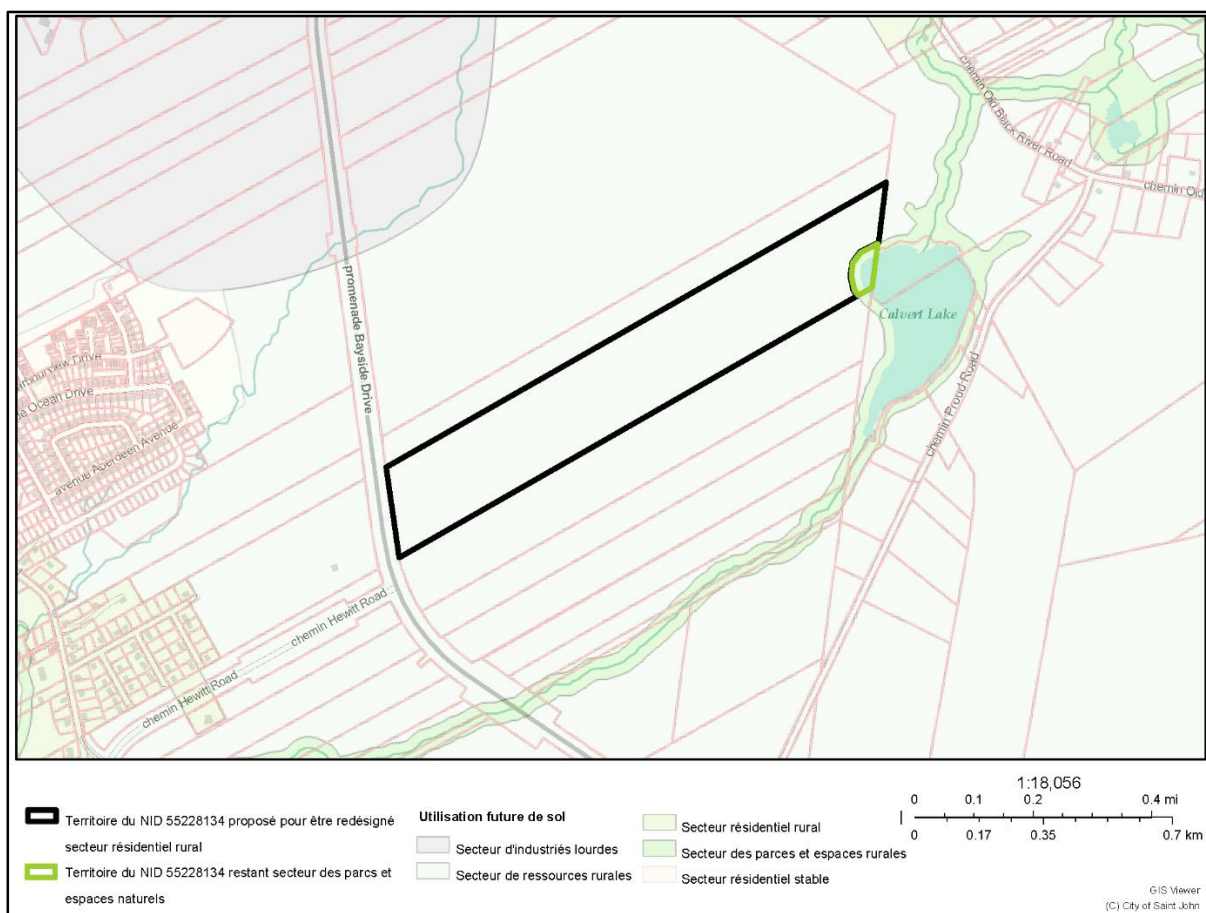 chemin Old Black River Road
chemin Old
promenade Bayside Drive
Calvert Lake
chemin Proud Road
arbourview Drive
e Ocean Drive
avenue Aberdeen Avenue
chemin Hewitt Road
chemin Hewitt Road
Territoire du NID 55228134 proposé pour être redésigné
secteur résidentiel rural
Territoire du NID 55228134 restant secteur des parcs et
espaces naturels
Utilisation future de sol
Secteur d'industriés lourdes
Secteur de ressources rurales
Secteur résidentiel rural
Secteur des parcs et espaces rurales
Secteur résidentiel stable
1:18,056
0 0.1 0.2 0.4 mi
0 0.17 0.35 0.7 km
GIS Viewer
(C) City of Saint John